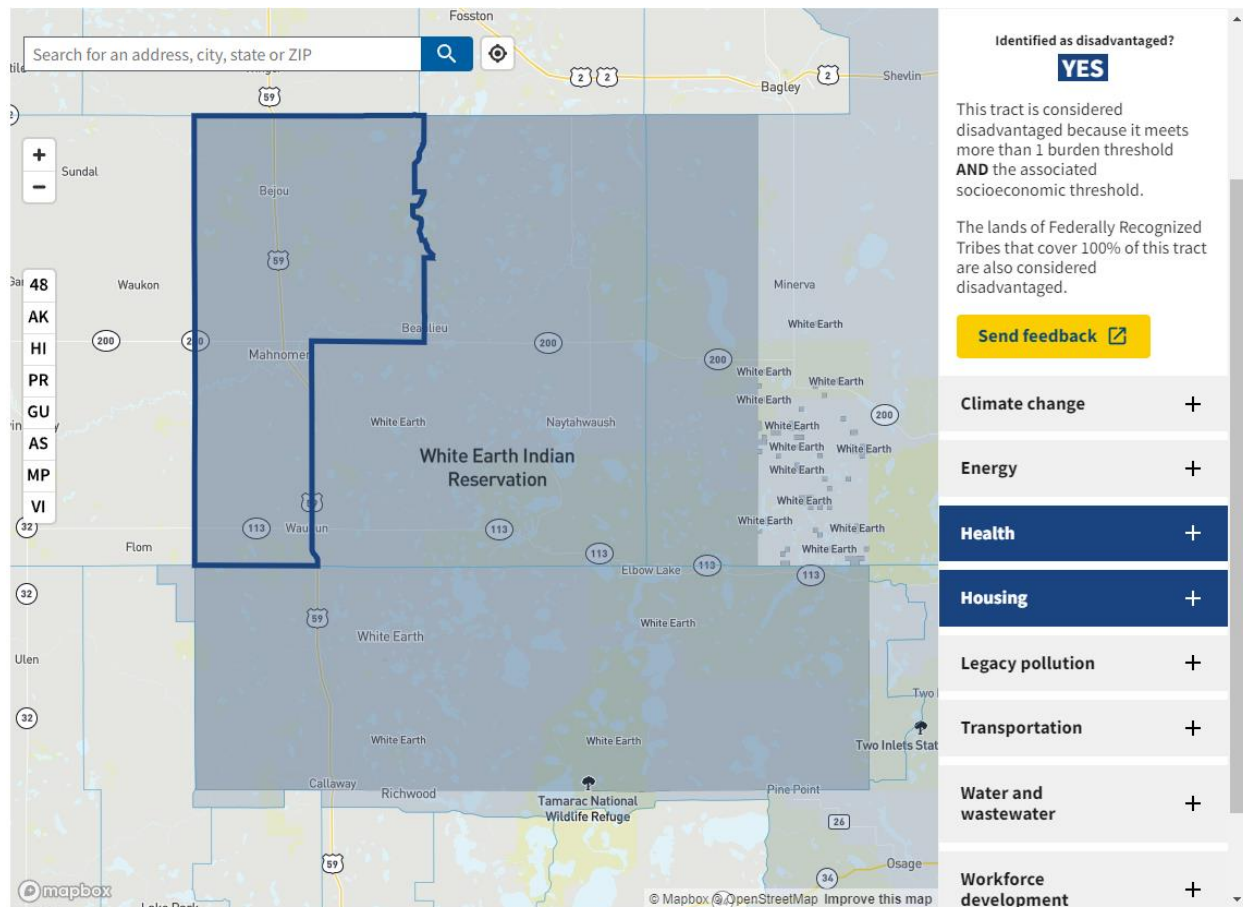 Fosston
Search for an address, city, state or ZIP
2
2
Bagley
2
Shevlin
59
+
−
Sundal
Bejou
59
48
AK
HI
PR
GU
AS
MP
VI
Waukon
Minerva
White Earth
Beaulieu
200
200
200
Mahnomen
White Earth
White Earth
White Earth
200
White Earth
Naytahwaush
White Earth
White Earth
White Earth
White Earth
White Earth Indian
Reservation
White Earth
59
32
113
Waubun
113
White Earth
White Earth
White Earth
Flom
113
Elbow Lake
113
113
32
59
White Earth
White Earth
Ulen
32
White Earth
White Earth
Two Inlets Stat
Callaway
Richwood
Tamarac National
Wildlife Refuge
Pine Point
26
59
Osage
34
mapbox
© Mapbox © OpenStreetMap Improve this map
Lake Park
Identified as disadvantaged?
YES
This tract is considered
disadvantaged because it meets
more than 1 burden threshold
AND the associated
socioeconomic threshold.
The lands of Federally Recognized
Tribes that cover 100% of this tract
are also considered
disadvantaged.
Send feedback
Climate change +
Energy +
Health +
Housing +
Legacy pollution +
Transportation +
Water and
wastewater +
Workforce
development +